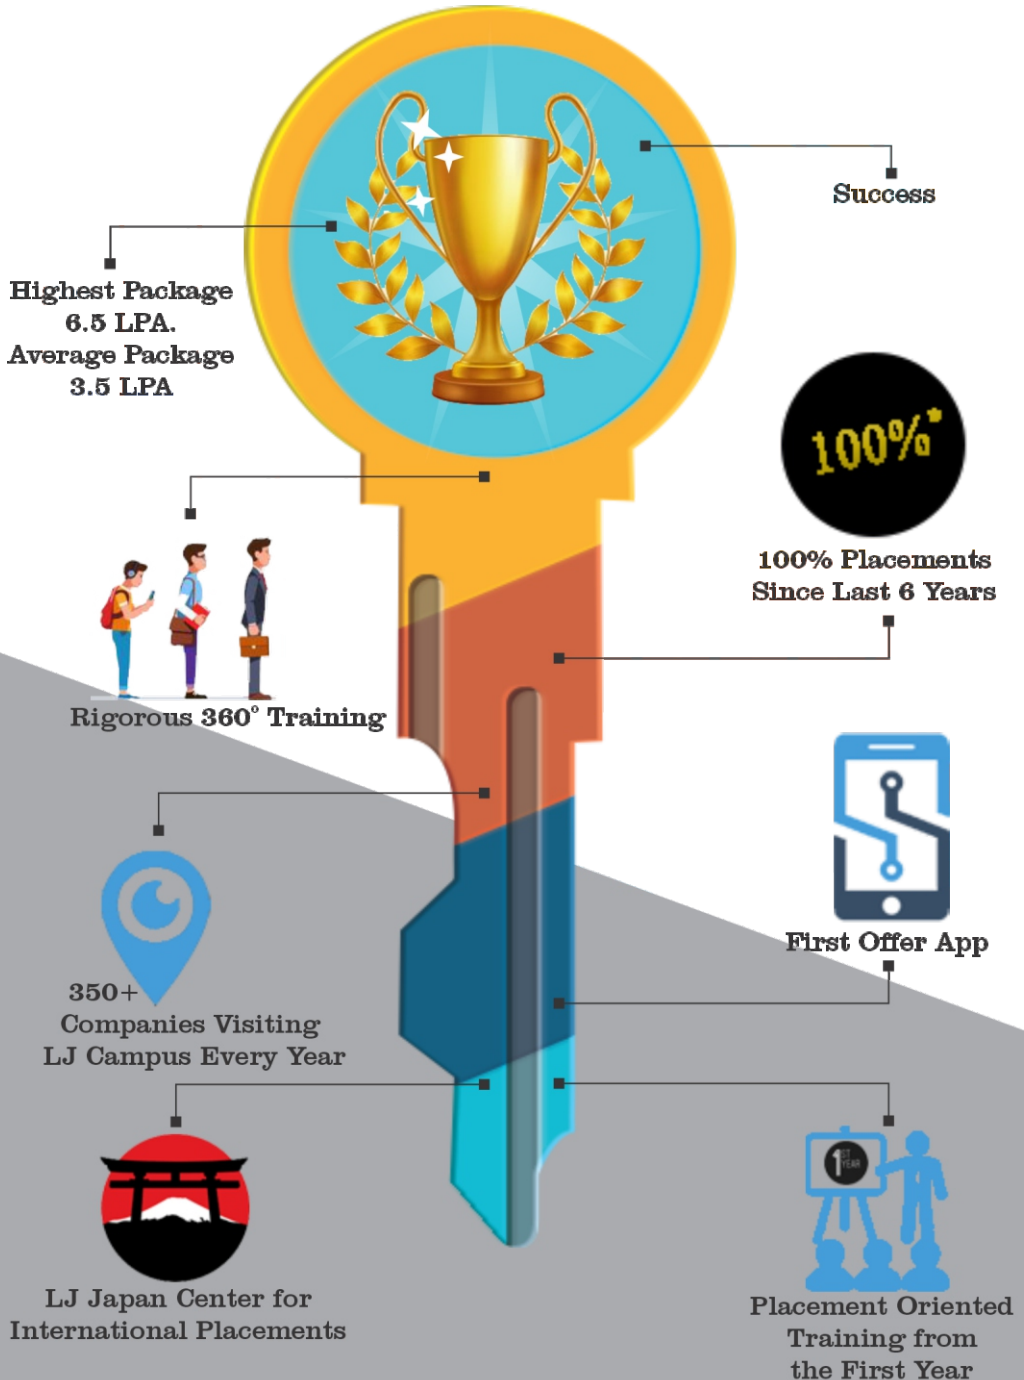 Success
Highest Package
6.5 LPA.
Average Package
3.5 LPA
100%*
100% Placements
Since Last 6 Years
Rigorous 360° Training
First Offer App
350+
Companies Visiting
LJ Campus Every Year
1ST YEAR
LJ Japan Center for
International Placements
Placement Oriented
Training from
the First Year